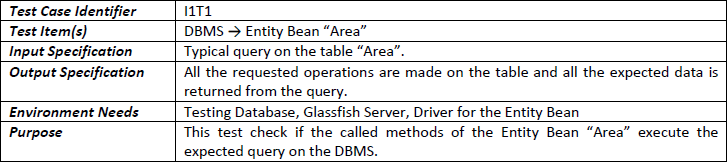 Test Case Identifier I1T1
Test Item(s) DBMS → Entity Bean “Area”
Input Specification Typical query on the table “Area”.
Output Specification All the requested operations are made on the table and all the expected data is
returned from the query.
Environment Needs Testing Database, Glassfish Server, Driver for the Entity Bean
Purpose This test check if the called methods of the Entity Bean “Area” execute the
expected query on the DBMS.